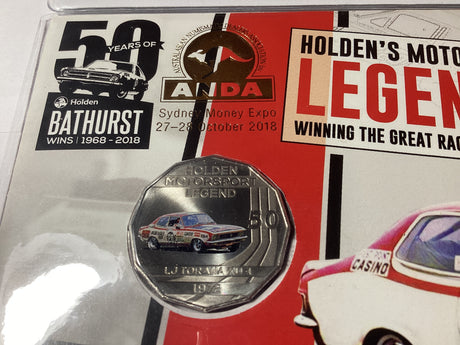 50
YEARS OF
Holden
BATHURST
WINS | 1968 - 2018
ANDA
Sydney Money Expo
27-28 October 2018
HOLDEN'S MOTO
LEGEN
WINNING THE GREAT RAC
HOLDEN
MOTORSPORT
LEGEND
50
LJ TORANA XU-1
CASINO